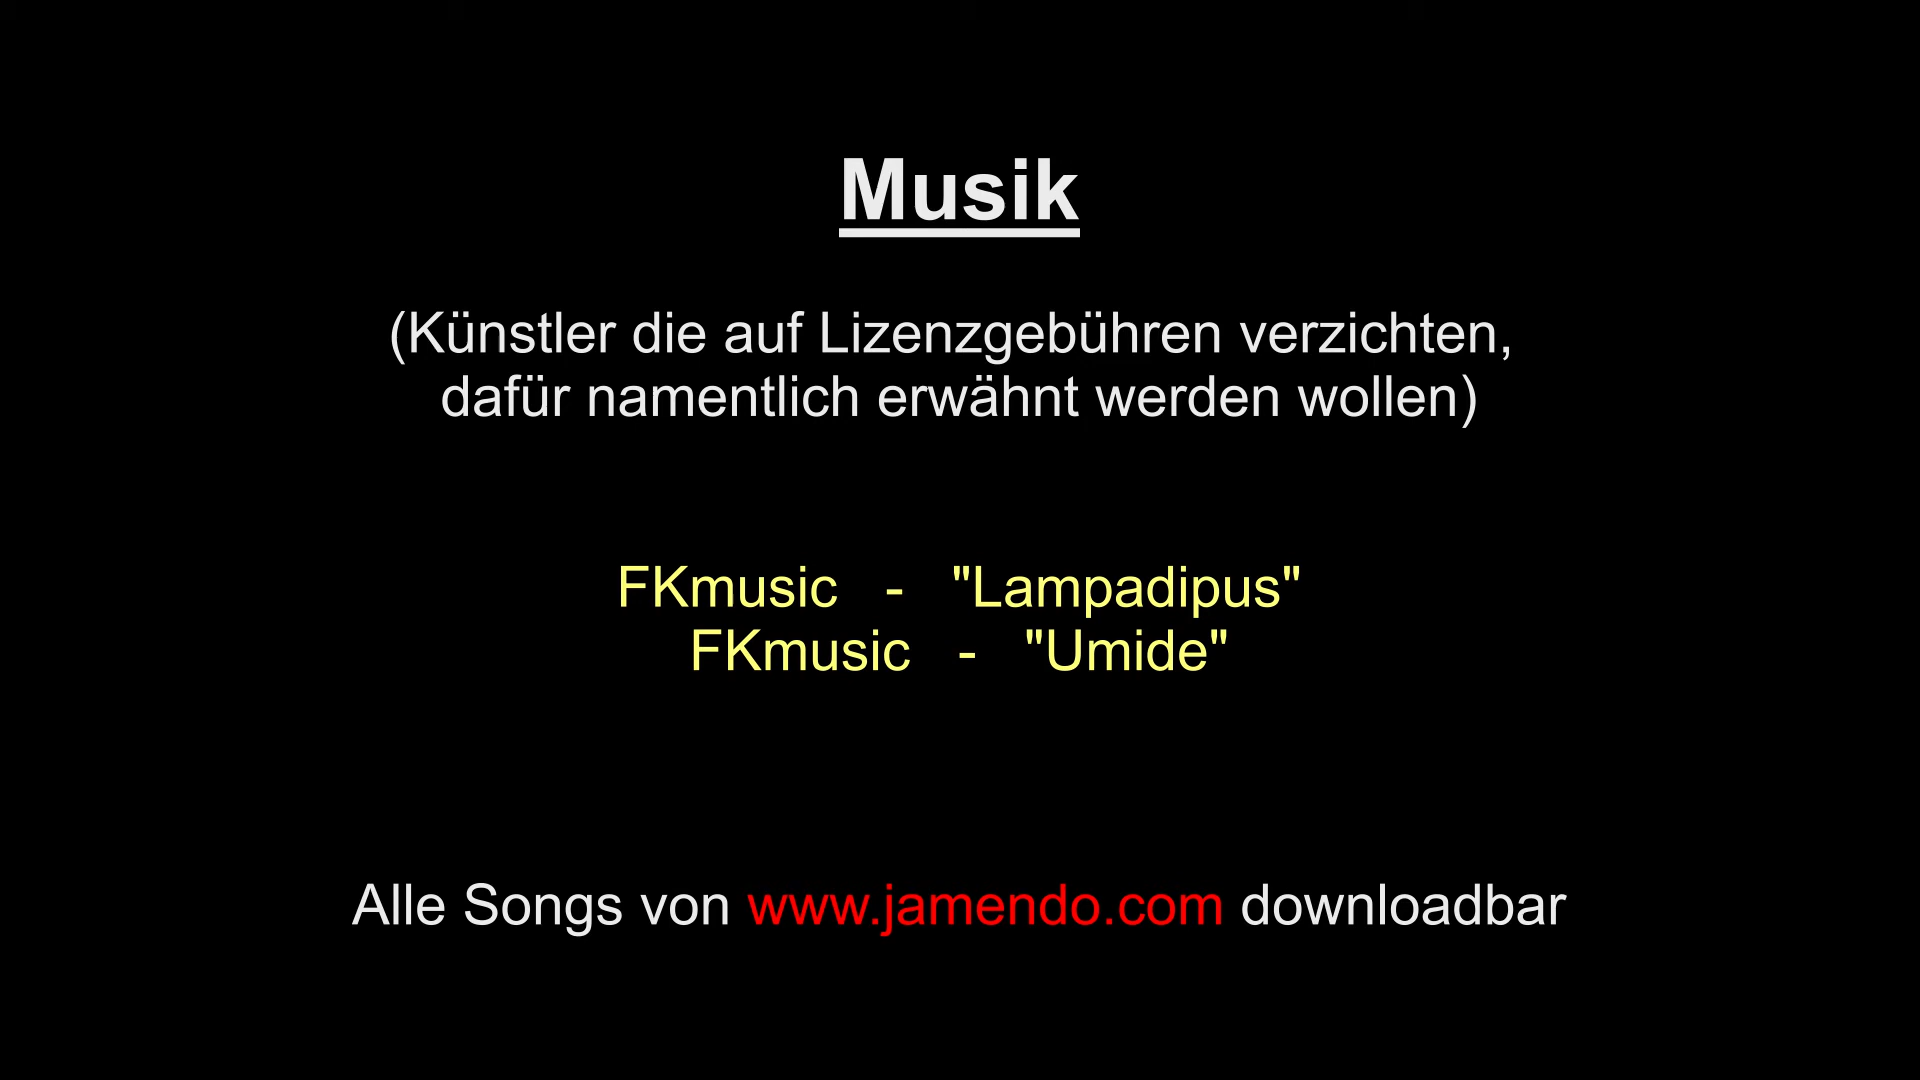 Musik
(Künstler die auf Lizenzgebühren verzichten,
dafür namentlich erwähnt werden wollen)
FKmusic - "Lampadipus"
FKmusic - "Umide"
Alle Songs von www.jamendo.com downloadbar